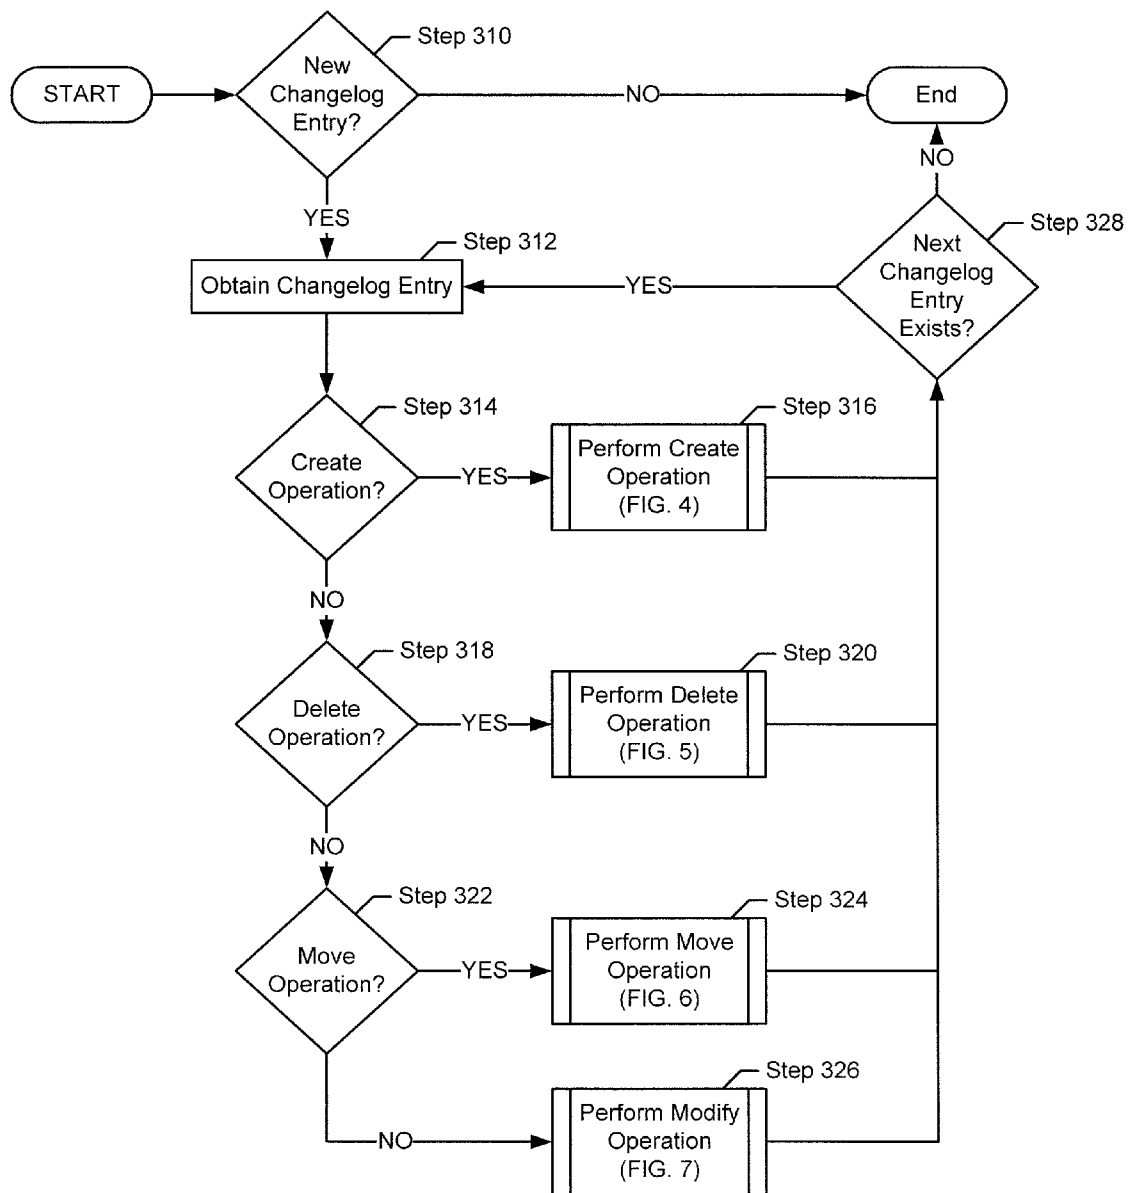 Step 310
START
New
Changelog
Entry?
NO
End
YES
NO
Step 312
Step 328
Obtain Changelog Entry
YES
Next
Changelog
Entry
Exists?
Step 314
Step 316
Create
Operation?
YES
Perform Create
Operation
(FIG. 4)
NO
Step 318
Step 320
Delete
Operation?
YES
Perform Delete
Operation
(FIG. 5)
NO
Step 322
Step 324
Move
Operation?
YES
Perform Move
Operation
(FIG. 6)
Step 326
NO
Perform Modify
Operation
(FIG. 7)